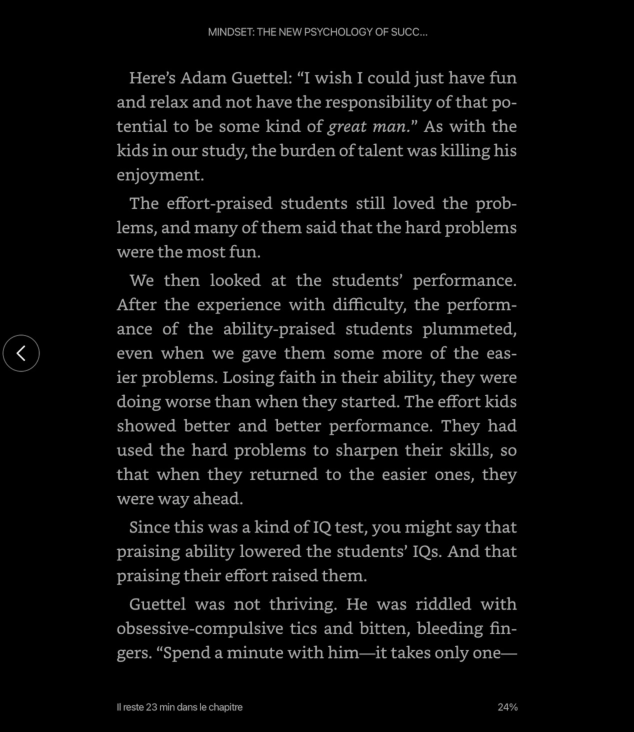 MINDSET: THE NEW PSYCHOLOGY OF SUCC...
Here’s Adam Guettel: “I wish I could just have fun
and relax and not have the responsibility of that po-
tential to be some kind of great man.” As with the
kids in our study, the burden of talent was killing his
enjoyment.
The effort-praised students still loved the prob-
lems, and many of them said that the hard problems
were the most fun.
We then looked at the students’ performance.
After the experience with difficulty, the perform-
ance of the ability-praised students plummeted,
even when we gave them some more of the eas-
ier problems. Losing faith in their ability, they were
doing worse than when they started. The effort kids
showed better and better performance. They had
used the hard problems to sharpen their skills, so
that when they returned to the easier ones, they
were way ahead.
Since this was a kind of IQ test, you might say that
praising ability lowered the students’ IQs. And that
praising their effort raised them.
Guettel was not thriving. He was riddled with
obsessive-compulsive tics and bitten, bleeding fin-
gers. “Spend a minute with him—it takes only one—
Il reste 23 min dans le chapitre
24%